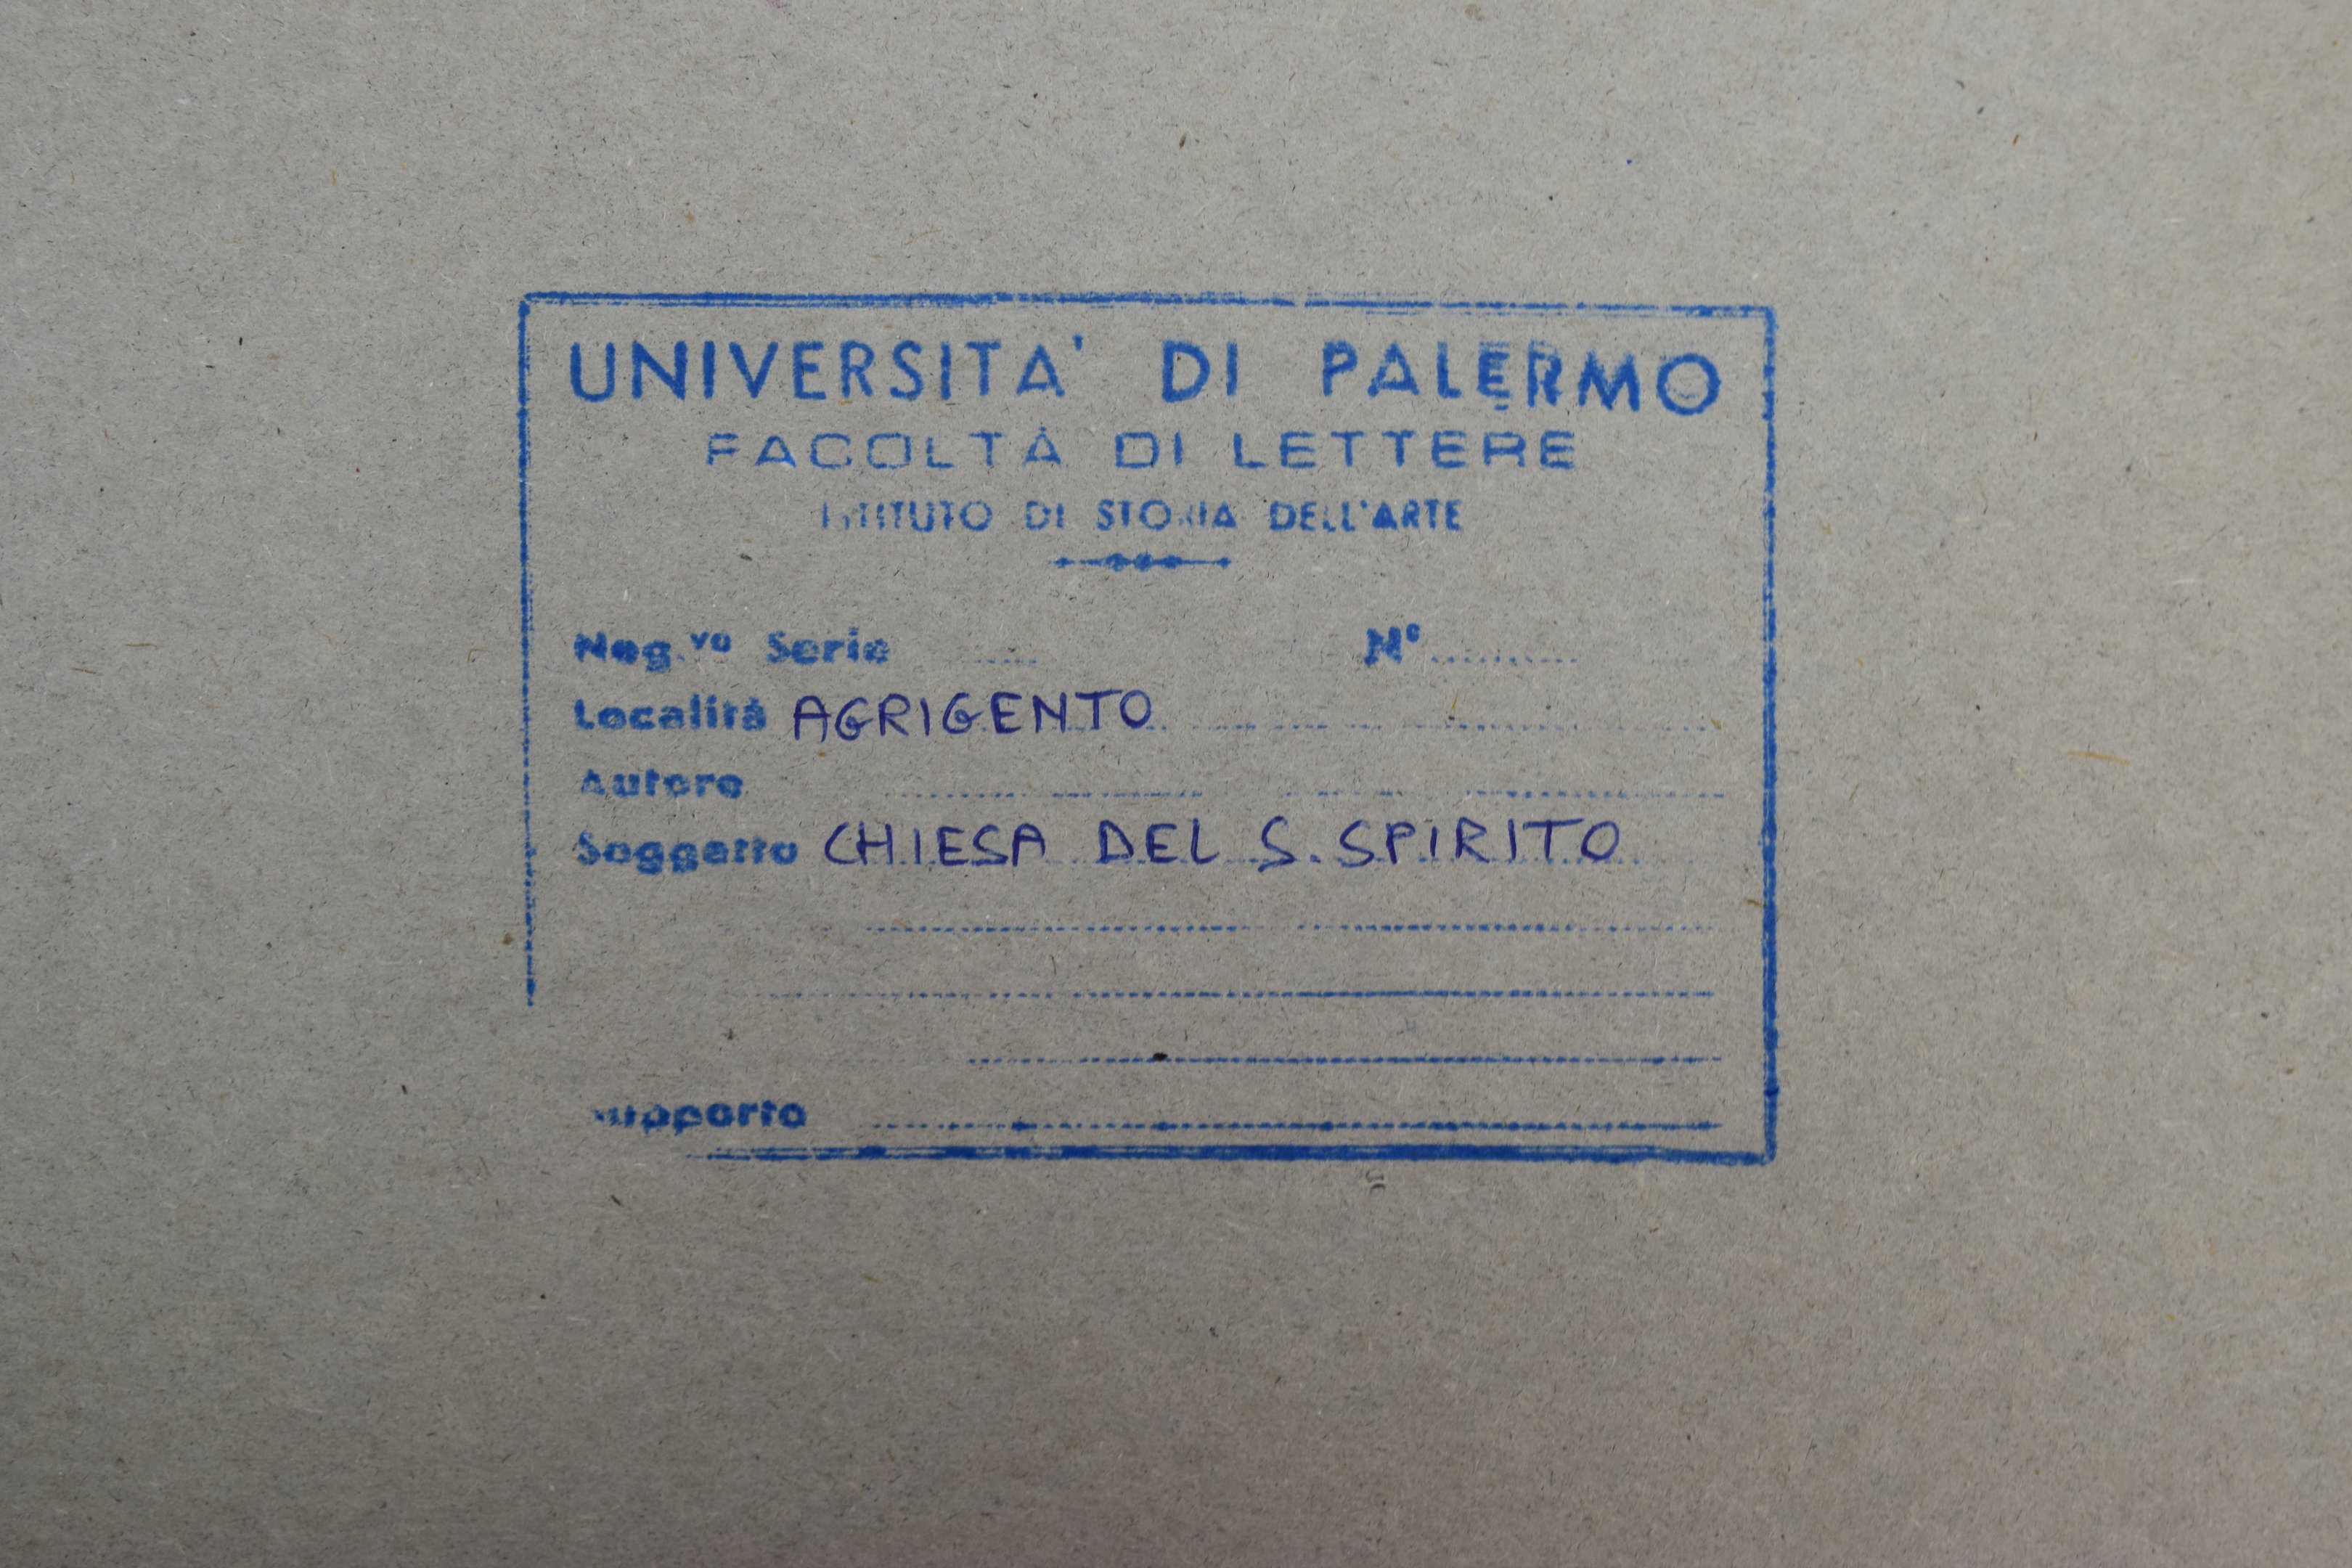 UNIVERSITA' DI PALERMO
FACOLTÀ DI LETTERE
ISTITUTO DI STORIA DELL'ARTE
Neg.vo Serie ........ N° ........
Località AGRIGENTO
Autore
Soggetto CHIESA DEL S. SPIRITO
Supporto